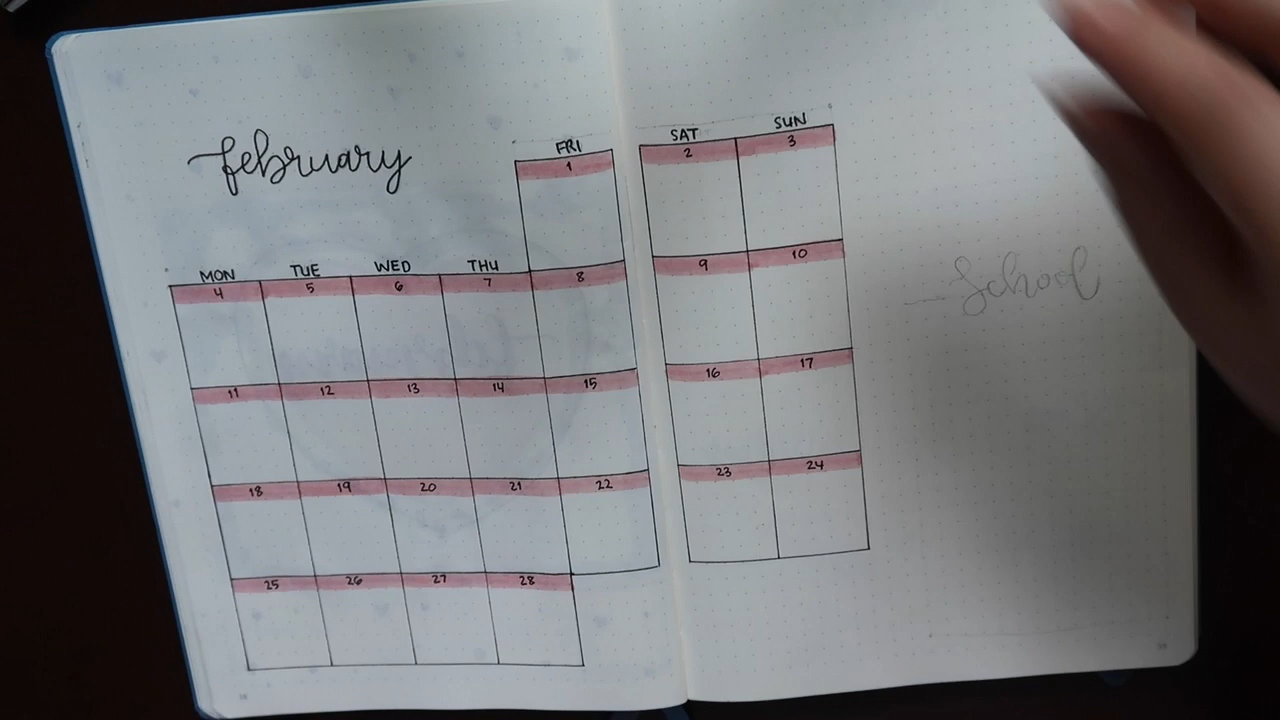 february
FRI SAT SUN
1 2 3
MON TUE WED THU
4 5 6 7 8 9 10
School
11 12 13 14 15 16 17
18 19 20 21 22 23 24
25 26 27 28